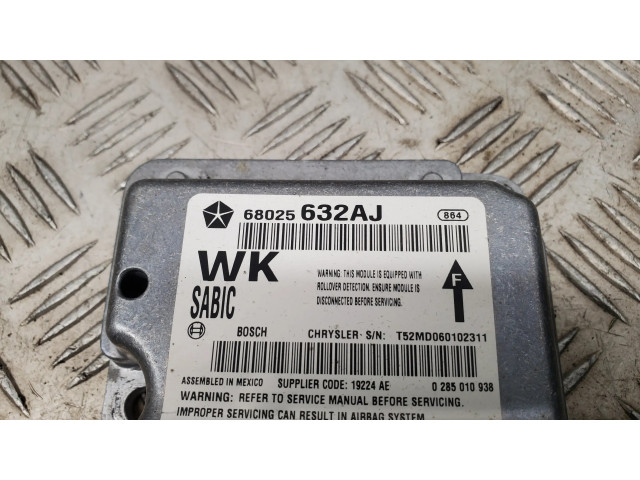 68025 632AJ 864
WK WARNING: THIS MODULE IS EQUIPPED WITH
ROLLOVER DETECTION. ENSURE MODULE IS
DISCONNECTED BEFORE SERVICING.
F
SABIC
BOSCH CHRYSLER S/N: T52MD060102311
ASSEMBLED IN MEXICO SUPPLIER CODE: 19224 AE 0 285 010 938
WARNING: REFER TO SERVICE MANUAL BEFORE SERVICING.
IMPROPER SERVICING CAN RESULT IN AIRBAG SYSTEM